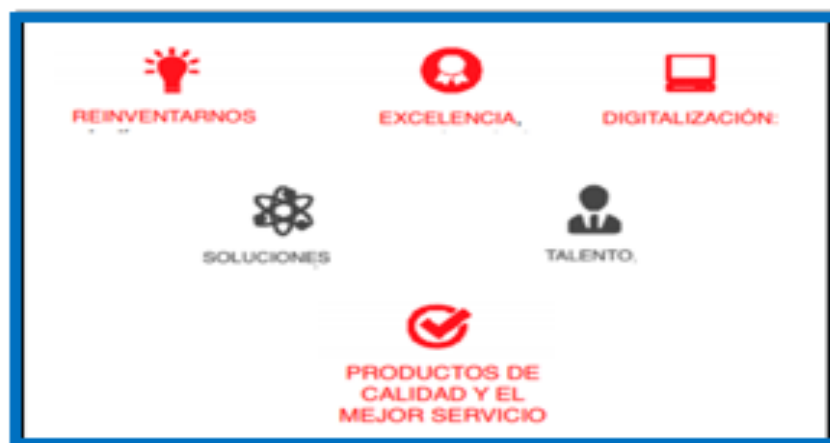 REINVENTARNOS
EXCELENCIA,
DIGITALIZACIÓN:
SOLUCIONES
TALENTO,
PRODUCTOS DE
CALIDAD Y EL
MEJOR SERVICIO